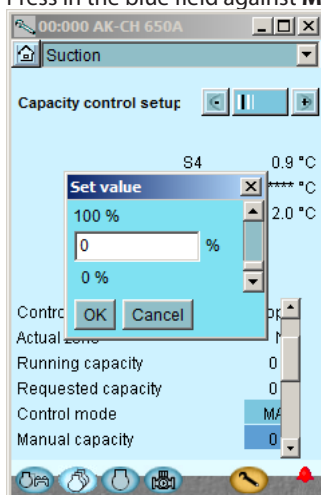 Press in the blue field against M
00:000 AK-CH 650A
Suction
Capacity control setup
S4 0.9 °C
**** °C
2.0 °C
Set value
100 %
0 %
0 %
OK Cancel
Actual zone
Running capacity 0
Requested capacity 0
Control mode MA
Manual capacity 0